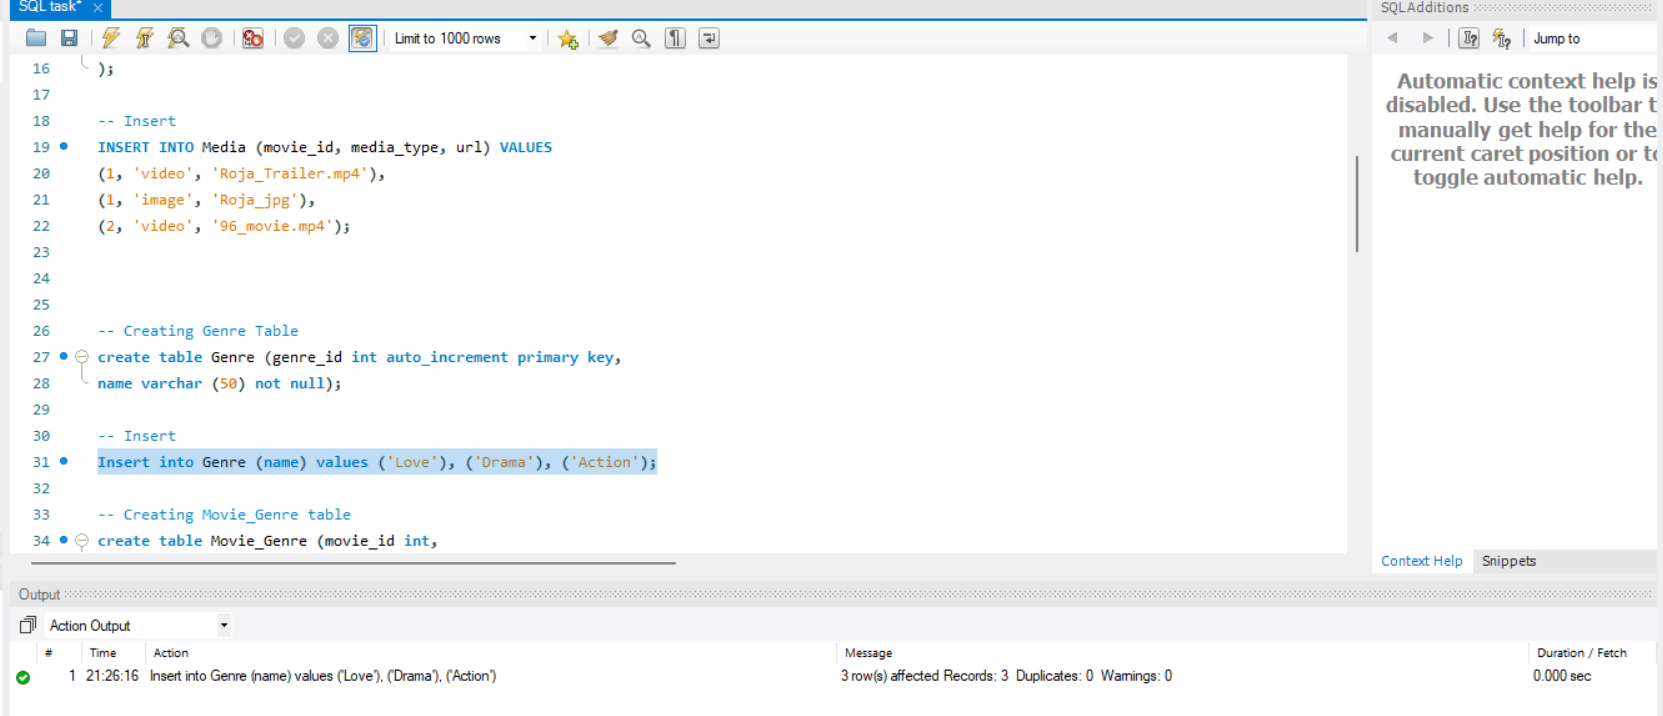 SQL task*
SQLAdditions
Limit to 1000 rows
Jump to
16 );
17
18 -- Insert
19 INSERT INTO Media (movie_id, media_type, url) VALUES
20 (1, 'video', 'Roja_Trailer.mp4'),
21 (1, 'image', 'Roja_jpg'),
22 (2, 'video', '96_movie.mp4');
23
24
25
26 -- Creating Genre Table
27 create table Genre (genre_id int auto_increment primary key,
28 name varchar (50) not null);
29
30 -- Insert
31 Insert into Genre (name) values ('Love'), ('Drama'), ('Action');
32
33 -- Creating Movie_Genre table
34 create table Movie_Genre (movie_id int,
Automatic context help is
disabled. Use the toolbar t
manually get help for the
current caret position or to
toggle automatic help.
Context Help Snippets
Output
Action Output
# Time Action Message Duration / Fetch
1 21:26:16 Insert into Genre (name) values ('Love'), ('Drama'), ('Action') 3 row(s) affected Records: 3 Duplicates: 0 Warnings: 0 0.000 sec